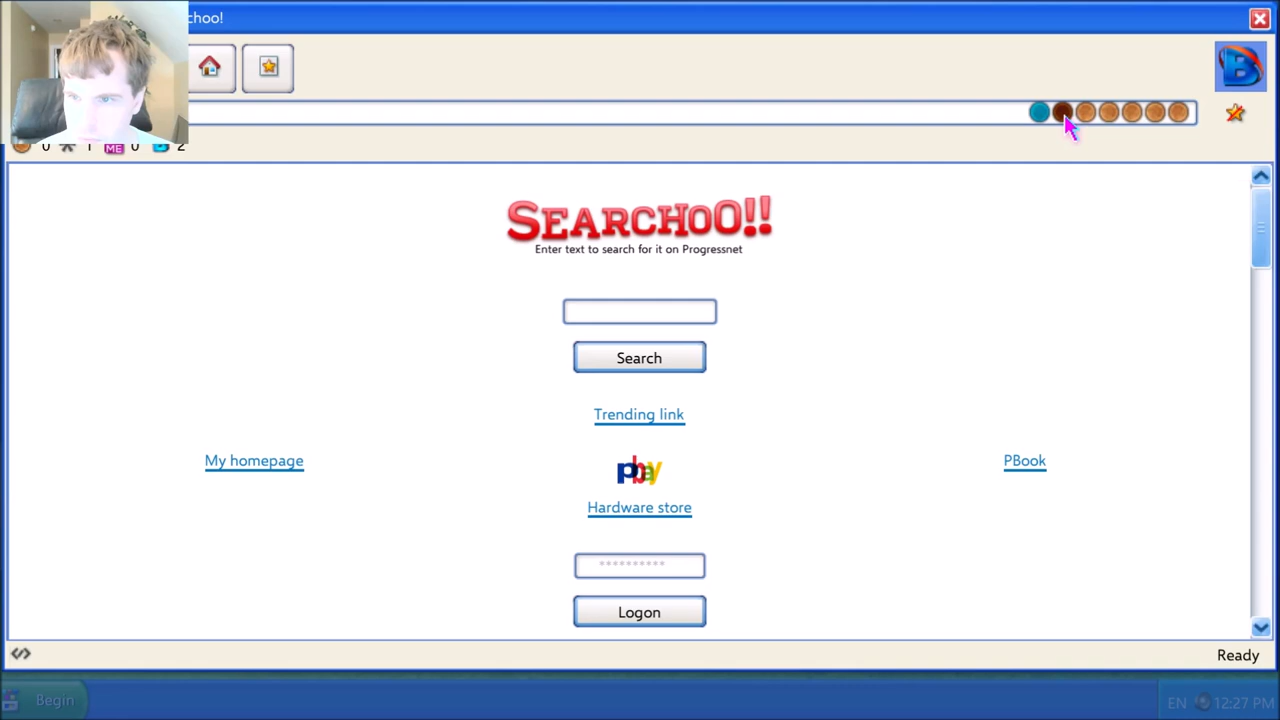 choo!
0 1 ME 0 2
SEARCHOO!!
Enter text to search for it on Progressnet
Search
Trending link
My homepage
pbay
PBook
Hardware store
**********
Logon
Ready
Begin
EN 12:27 PM